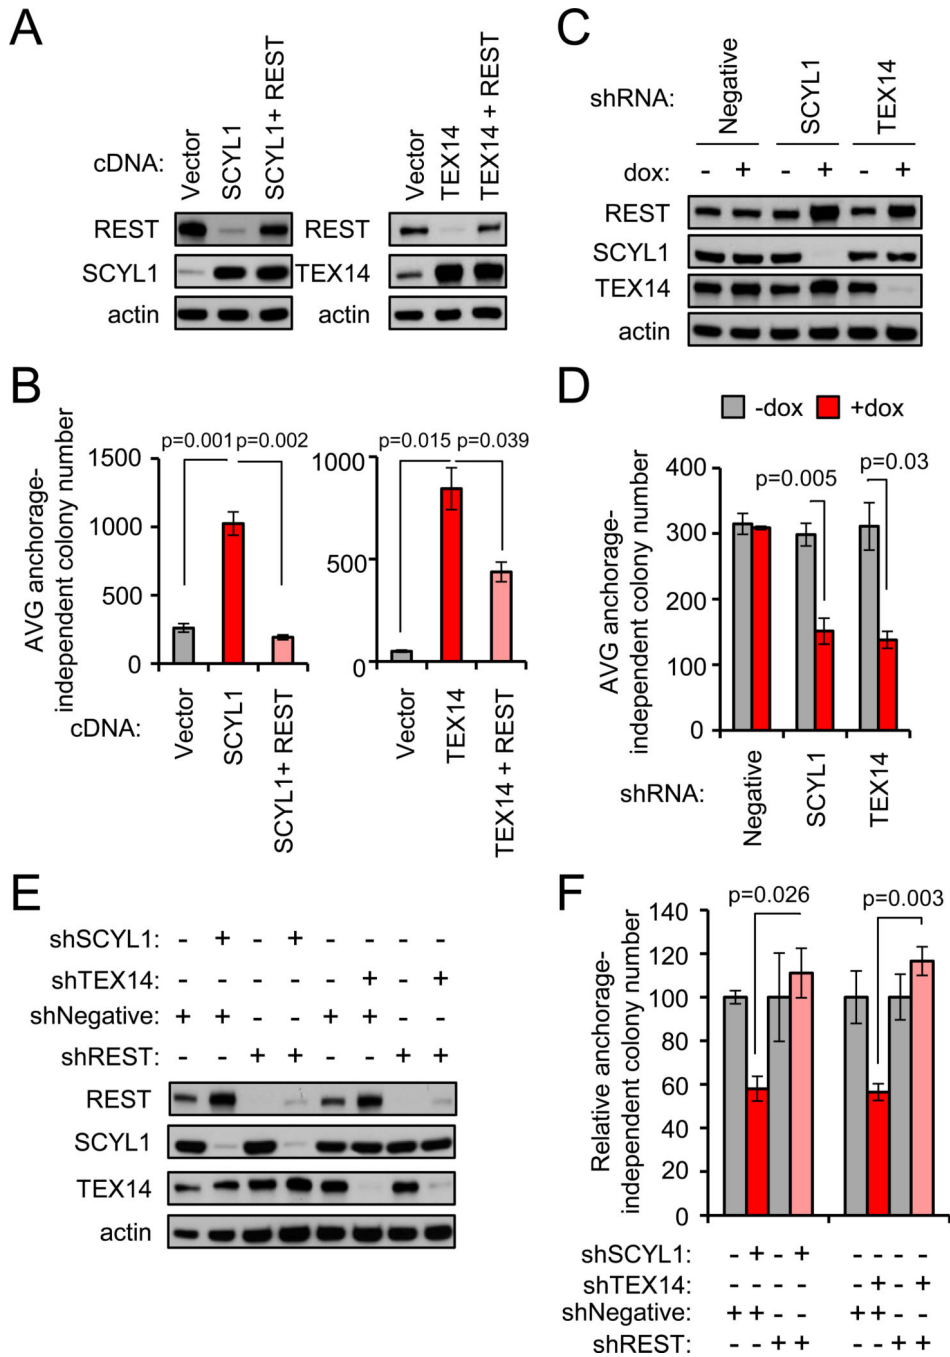 A
cDNA:
Vector
SCYL1
SCYL1+ REST
Vector
TEX14
TEX14 + REST
REST
SCYL1
actin
REST
TEX14
actin
B
AVG anchorage-
independent colony number
p=0.001
p=0.002
1500
1000
500
0
p=0.015
p=0.039
1000
500
0
cDNA:
Vector
SCYL1
SCYL1+ REST
Vector
TEX14
TEX14 + REST
C
shRNA:
Negative
SCYL1
TEX14
dox: - + - + - +
REST
SCYL1
TEX14
actin
D
-dox +dox
AVG anchorage-
independent colony number
400
300
200
100
0
p=0.005
p=0.03
shRNA:
Negative
SCYL1
TEX14
E
shSCYL1: - + - + - - - -
shTEX14: - - - - - + - +
shNegative: + + - - + + - -
shREST: - - + + - - + +
REST
SCYL1
TEX14
actin
F
Relative anchorage-
independent colony number
p=0.026
p=0.003
140
120
100
80
60
40
20
0
shSCYL1: - + - + - - - -
shTEX14: - - - - - + - +
shNegative: + + - - + + - -
shREST: - - + + - - + +